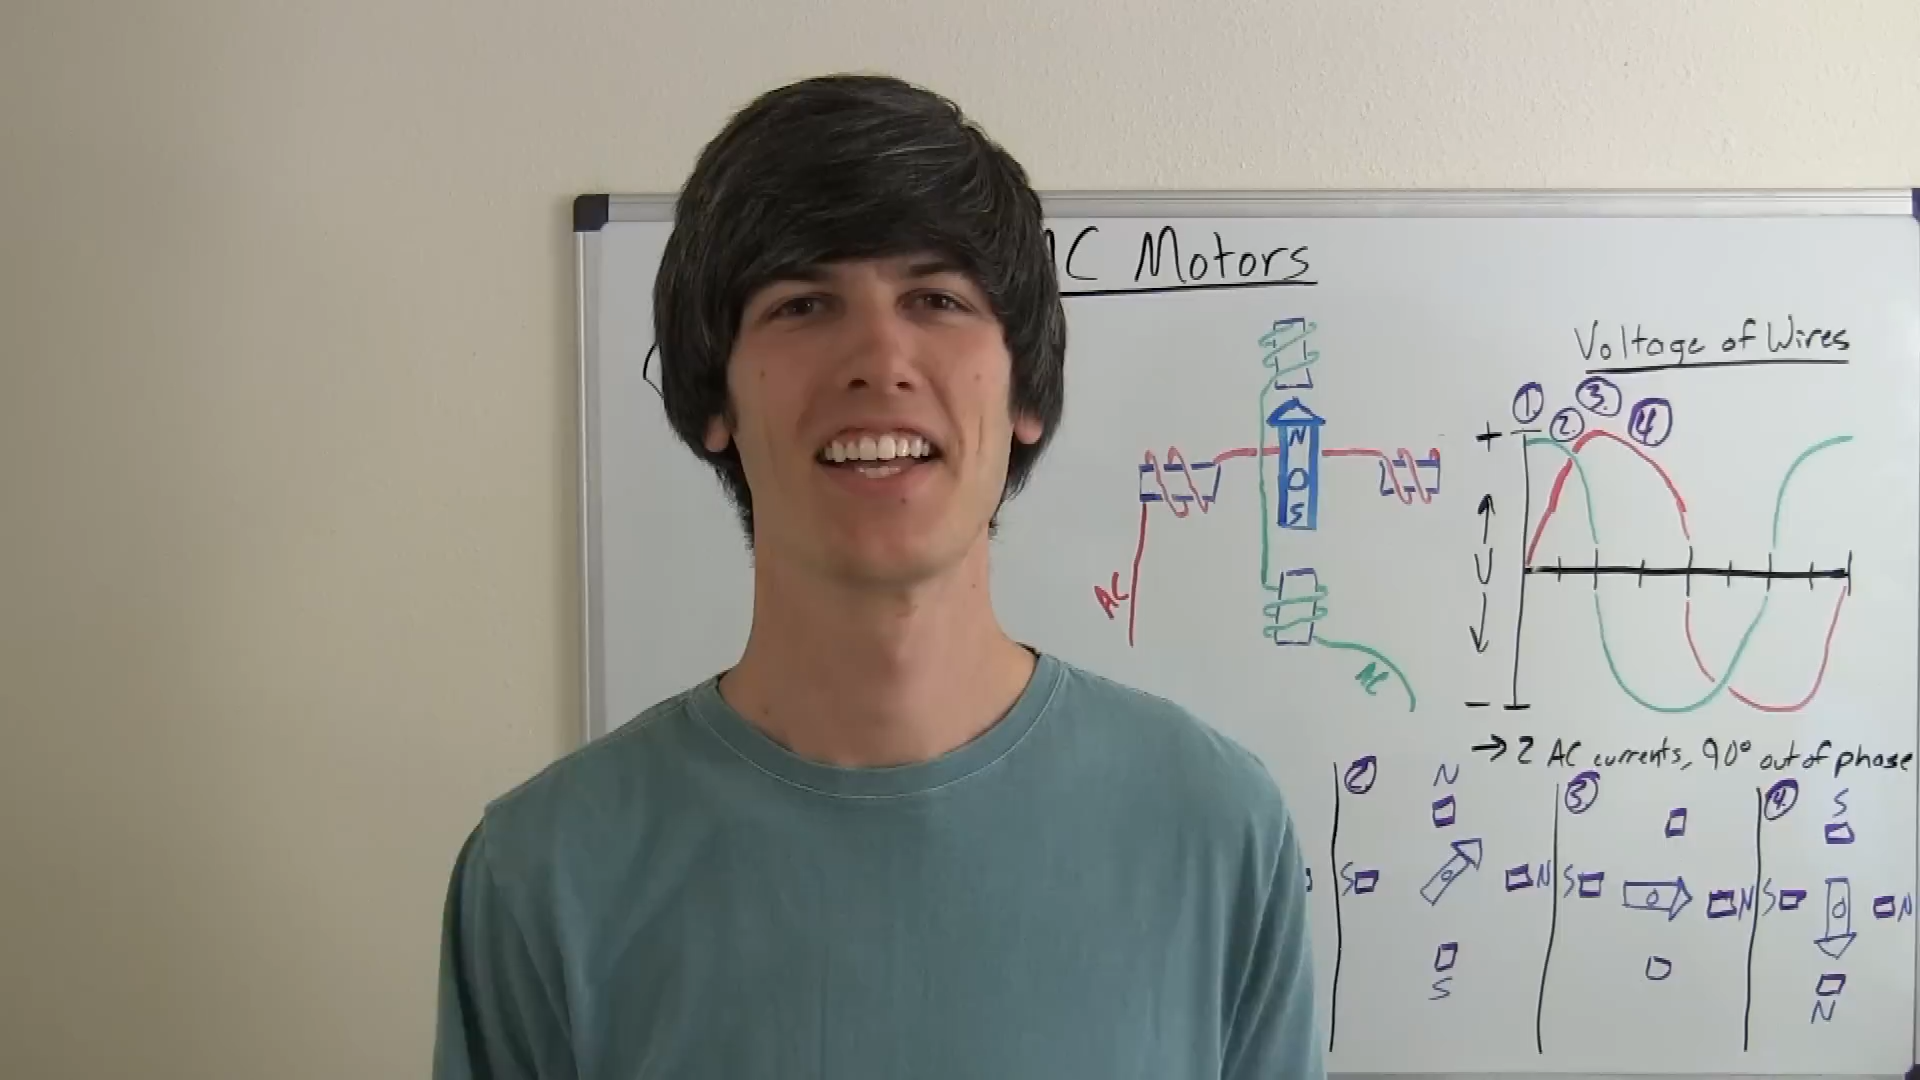 AC Motors
Voltage of Wires
1.
2.
3.
4
+
N
O
S
V
AC
AC
-
→ 2 AC currents, 90° out of phase
2
N
S
N
S
3
S
N
4.
S
S
N
N